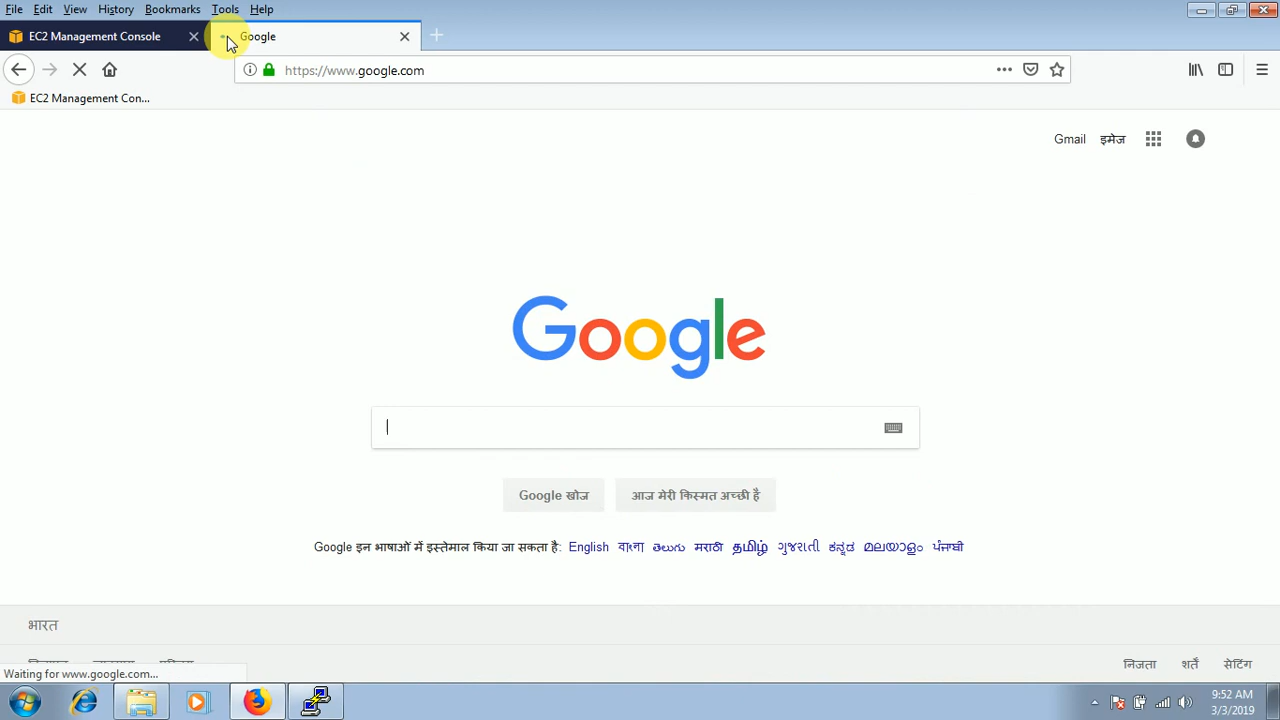 File Edit View History Bookmarks Tools Help
EC2 Management Console Google
https://www.google.com
EC2 Management Con...
Gmail इमेज
Google
Google खोज आज मेरी किस्मत अच्छी है
Google इन भाषाओं में इस्तेमाल किया जा सकता है: English বাংলা తెలుగు मराठी தமிழ் ગુજરાતી ಕನ್ನಡ മലയാളം ਪੰਜਾਬੀ
भारत
निजता शर्तें सेटिंग
Waiting for www.google.com...
9:52 AM
3/3/2019